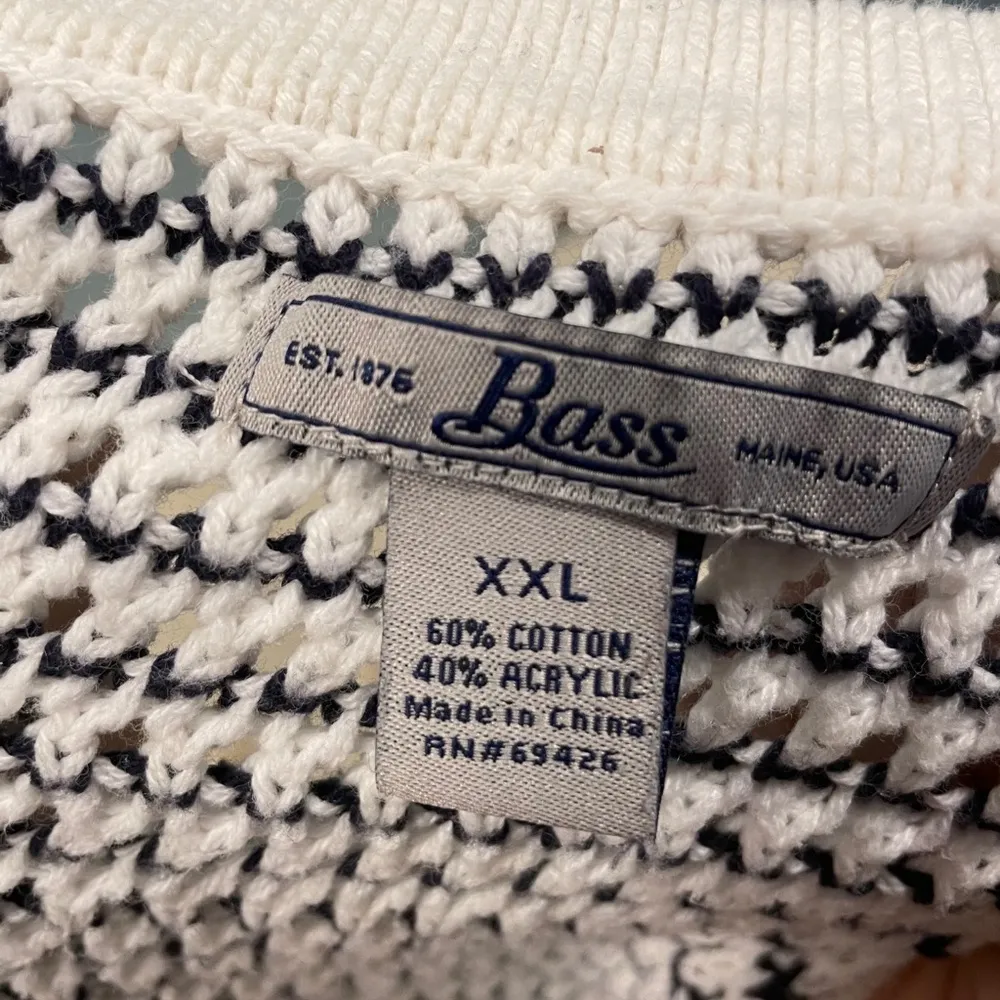 EST. 1876 Bass MAINE, USA
XXL
60% COTTON
40% ACRYLIC
Made in China
RN#69426